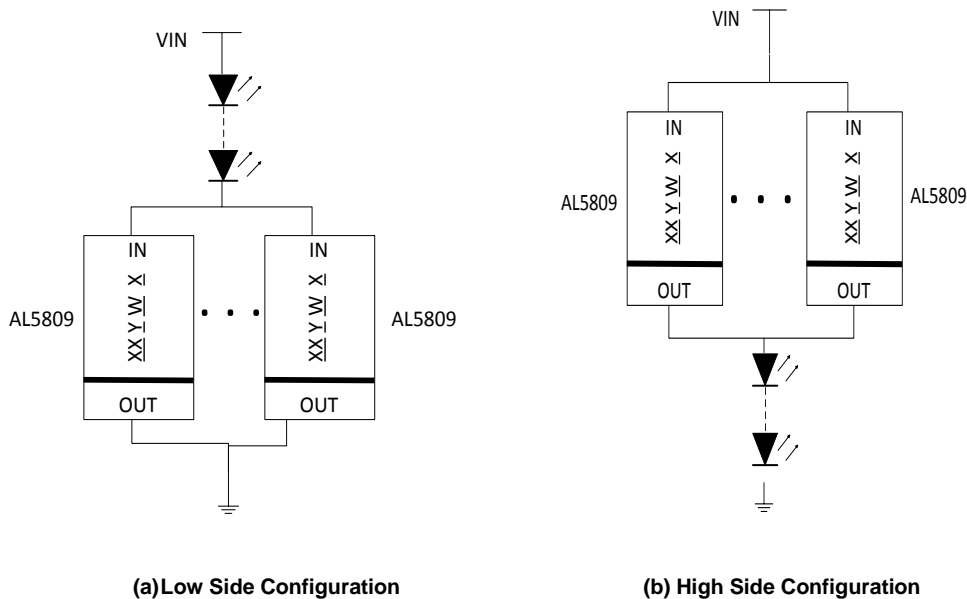 VIN
IN
XX Y W X
AL5809
OUT
IN
XX Y W X
AL5809
OUT
(a)Low Side Configuration
VIN
IN
XX Y W X
AL5809
OUT
IN
XX Y W X
AL5809
OUT
(b) High Side Configuration